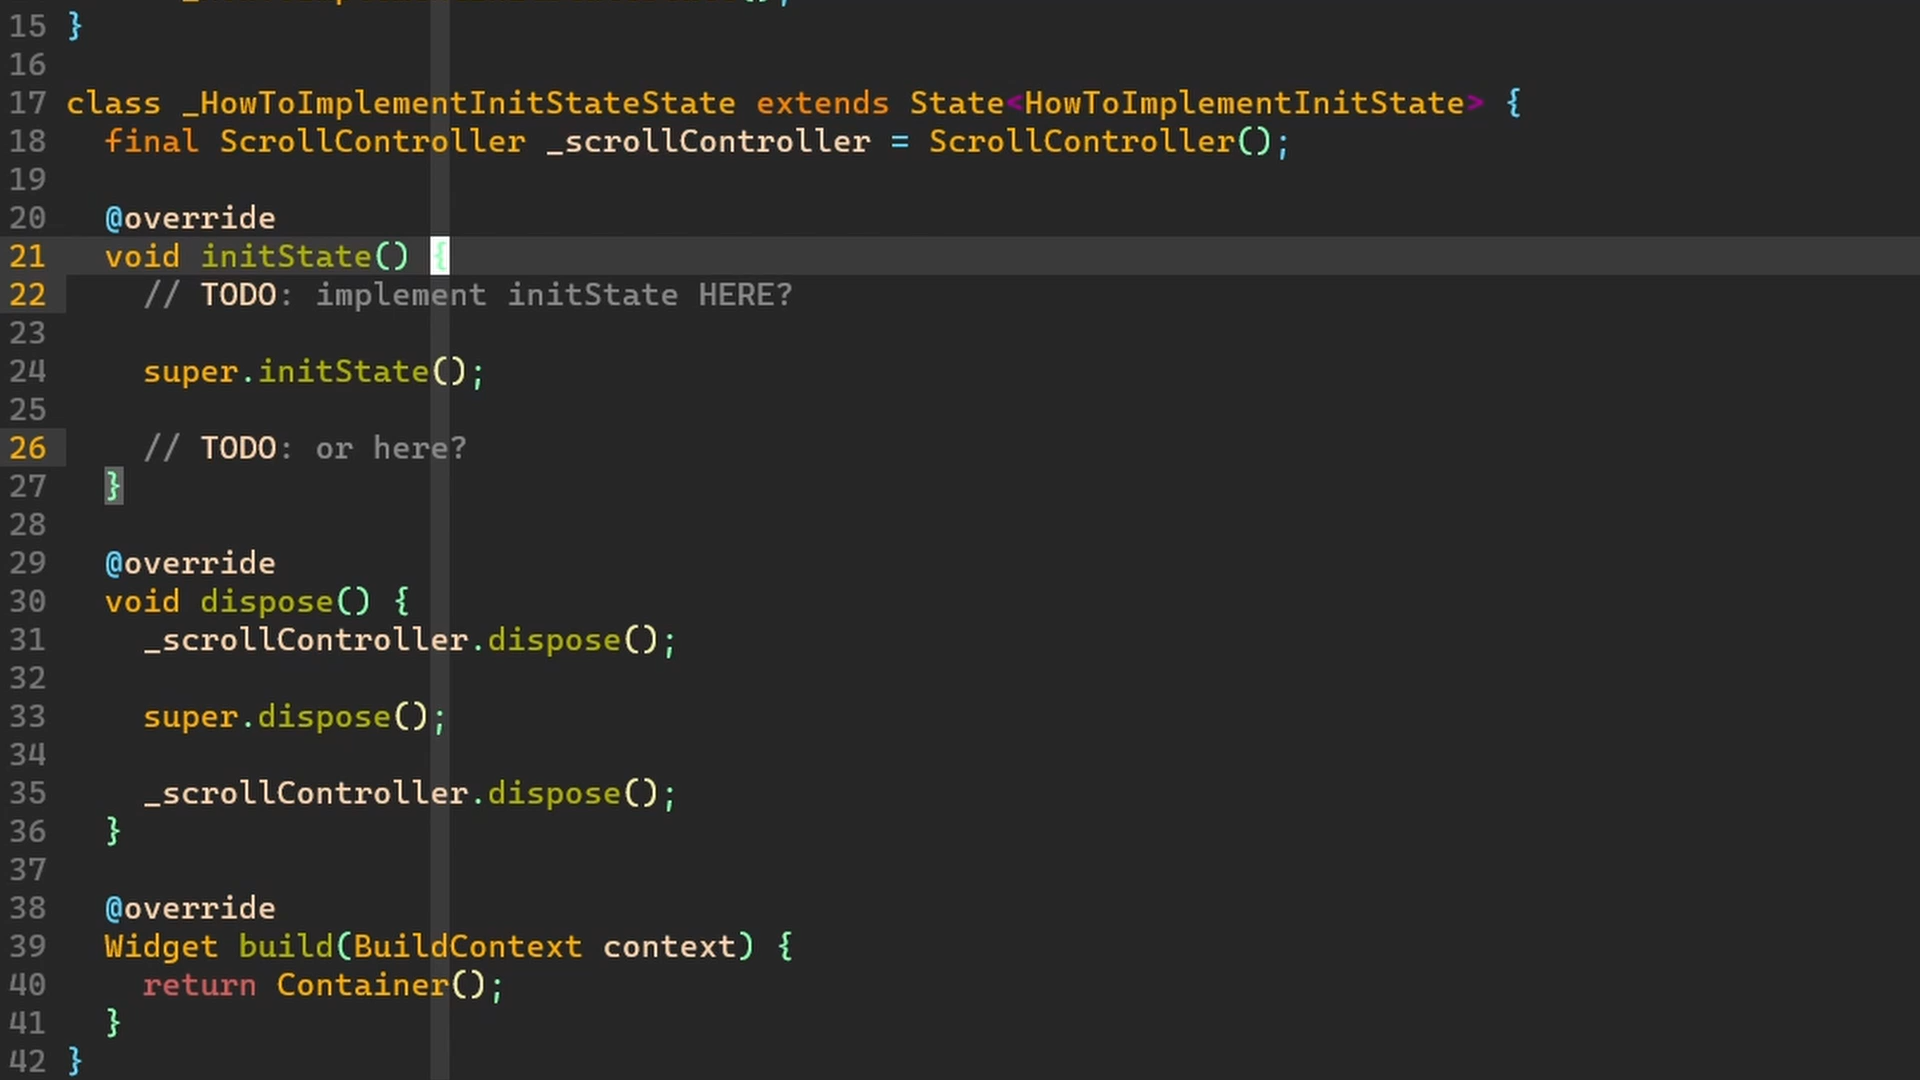 15 }
16
17 class _HowToImplementInitStateState extends State<HowToImplementInitState> {
18 final ScrollController _scrollController = ScrollController();
19
20 @override
21 void initState() {
22 // TODO: implement initState HERE?
23
24 super.initState();
25
26 // TODO: or here?
27 }
28
29 @override
30 void dispose() {
31 _scrollController.dispose();
32
33 super.dispose();
34
35 _scrollController.dispose();
36 }
37
38 @override
39 Widget build(BuildContext context) {
40 return Container();
41 }
42 }